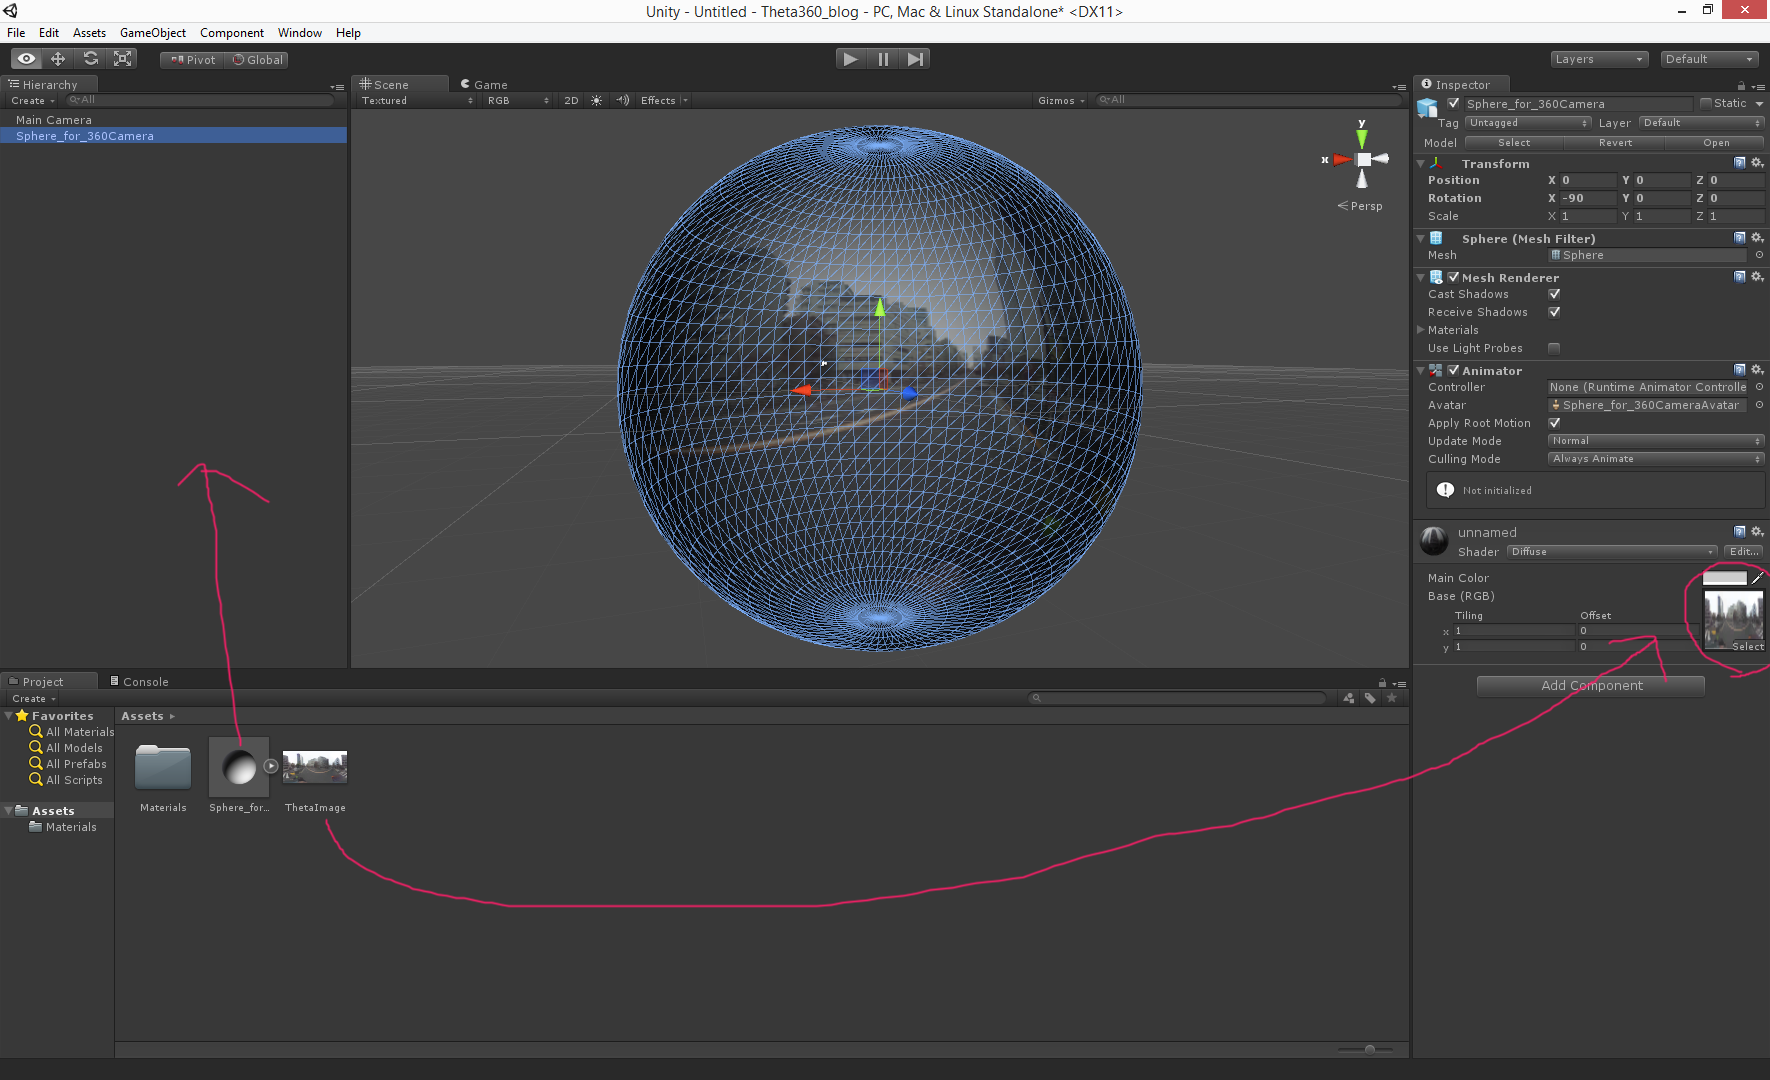 Unity - Untitled - Theta360_blog - PC, Mac & Linux Standalone* <DX11>
File Edit Assets GameObject Component Window Help
Pivot Global Layers Default
Hierarchy
Create All
Main Camera
Sphere_for_360Camera
Scene Game
Textured RGB 2D Effects Gizmos All
y
x
Persp
Inspector
Sphere_for_360Camera Static
Tag Untagged Layer Default
Model Select Revert Open
Transform
Position X 0 Y 0 Z 0
Rotation X -90 Y 0 Z 0
Scale X 1 Y 1 Z 1
Sphere (Mesh Filter)
Mesh Sphere
Mesh Renderer
Cast Shadows
Receive Shadows
Materials
Use Light Probes
Animator
Controller None (Runtime Animator Controlle
Avatar Sphere_for_360CameraAvatar
Apply Root Motion
Update Mode Normal
Culling Mode Always Animate
Not initialized
unnamed
Shader Diffuse Edit...
Main Color
Base (RGB)
Tiling Offset
x 1 0
y 1 0
Select
Add Component
Project Console
Create
Favorites
All Materials
All Models
All Prefabs
All Scripts
Assets
Materials
Assets
Materials Sphere_for... ThetaImage